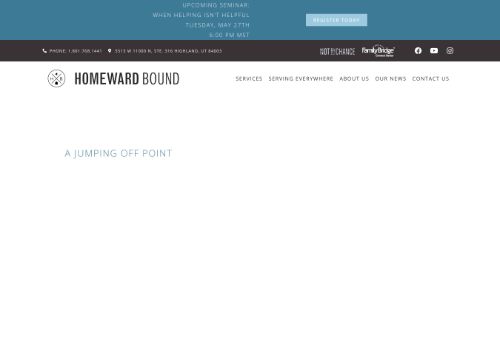 UPCOMING SEMINAR:
WHEN HELPING ISN'T HELPFUL
TUESDAY, MAY 27TH
6:00 PM MST
REGISTER TODAY
PHONE: 1.801.768.1441
5513 W 11000 N, STE. 316 HIGHLAND, UT 84003
NOT BY CHANCE
FamilyBridge
HOMEWARD BOUND
SERVICES
SERVING EVERYWHERE
ABOUT US
OUR NEWS
CONTACT US
A JUMPING OFF POINT